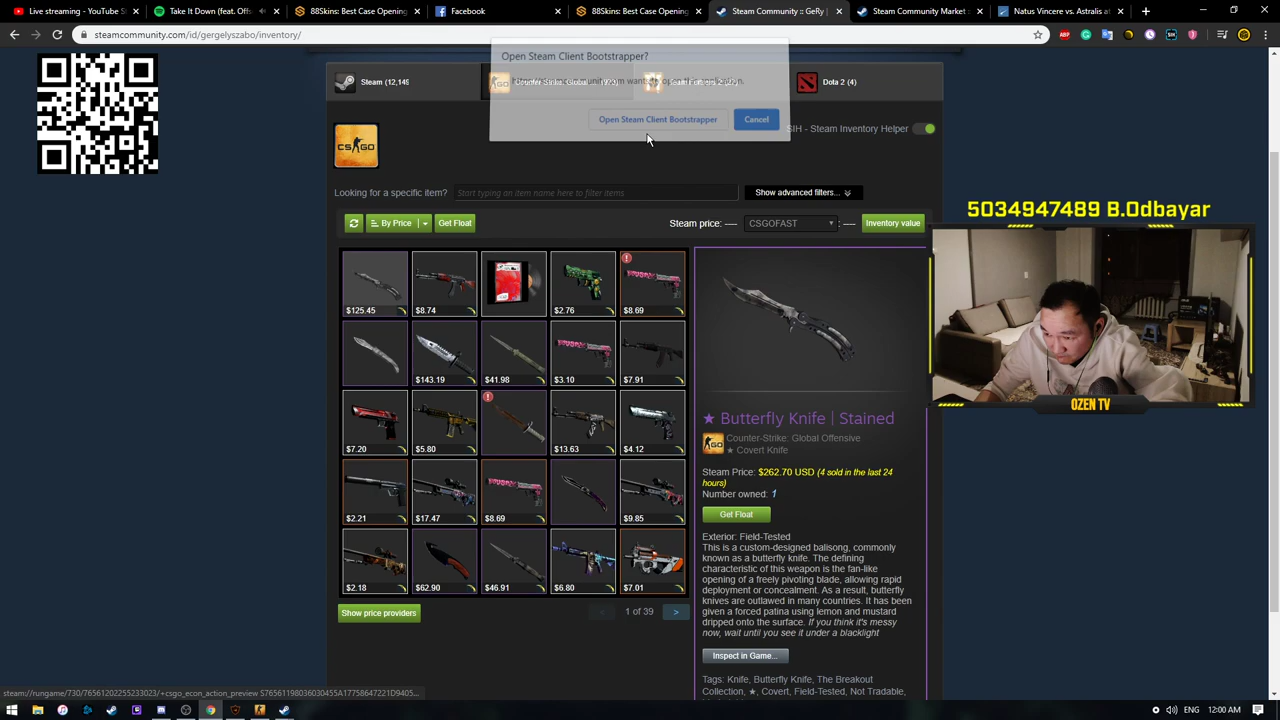 Live streaming
Take It Down (feat.
88Skins - Best CS
Facebook
88Skins - Best CS
Steam Community :: GeRy
Steam Community Market
Natus Vincere vs. Astralis at
steamcommunity.com/id/gergelyszabo/inventory/
Open Steam Client Bootstrapper?
Open Steam Client Bootstrapper
Cancel
Steam (12,149
Dota 2 (4)
SIH - Steam Inventory Helper
CS GO
Looking for a specific item?
Start typing an item name here to filter items
Show advanced filters...
By Price
Get Float
Steam price: ----
CSGOFAST
: ----
Inventory value
5034947489 B.Odbayar
$125.45
$8.74
$2.76
$8.69
$143.19
$41.98
$3.10
$7.91
$7.20
$5.80
$13.63
$4.12
$2.21
$17.47
$8.69
$9.85
$2.18
$62.90
$46.91
$6.80
$7.01
Show price providers
<
1 of 39
>
★ Butterfly Knife | Stained
Counter-Strike: Global Offensive
★ Covert Knife
Steam Price: $262.70 USD (4 sold in the last 24
hours)
Number owned: 1
Get Float
Exterior: Field-Tested
This is a custom-designed balisong, commonly
known as a butterfly knife. The defining
characteristic of this weapon is the fan-like
opening of a freely pivoting blade, allowing rapid
deployment or concealment. As a result, butterfly
knives are outlawed in many countries. It has been
given a forced patina using lemon and mustard
dripped onto the surface. If you think it's messy
now, wait until you see it under a blacklight
Inspect in Game...
Tags: Knife, Butterfly Knife, The Breakout
Collection, ★, Covert, Field-Tested, Not Tradable,
OZEN TV
steam://rungame/730/76561202255233023/+csgo_econ_action_preview S76561198036030455A17758647221D9405...
ENG
12:00 AM